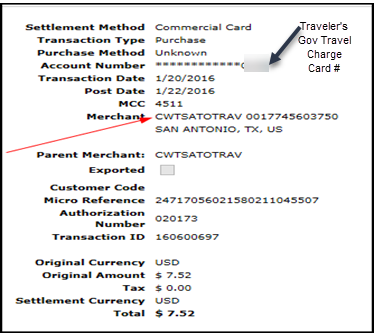 Settlement Method Commercial Card
Transaction Type Purchase
Purchase Method Unknown
Account Number ************
Transaction Date 1/20/2016
Post Date 1/22/2016
MCC 4511
Merchant CWTSATOTRAV 0017745603750
SAN ANTONIO, TX, US
Parent Merchant: CWTSATOTRAV
Exported
Customer Code
Micro Reference 24717056021580211045507
Authorization
Number 020173
Transaction ID 160600697
Original Currency USD
Original Amount $ 7.52
Tax $ 0.00
Settlement Currency USD
Total $ 7.52
Traveler's
Gov Travel
Charge
Card #